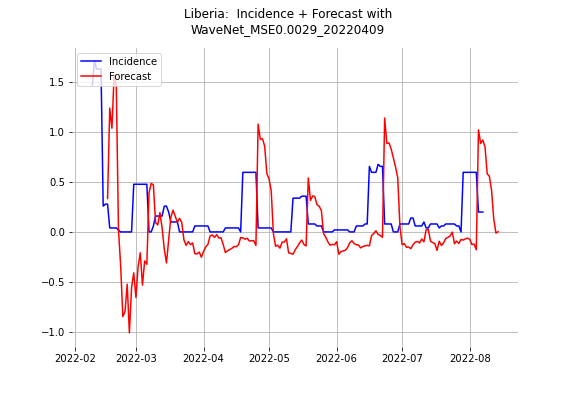 Liberia:  Incidence + Forecast with
WaveNet_MSE0.0029_20220409
Incidence
Forecast
1.5
1.0
0.5
0.0
−0.5
−1.0
2022-02 2022-03 2022-04 2022-05 2022-06 2022-07 2022-08